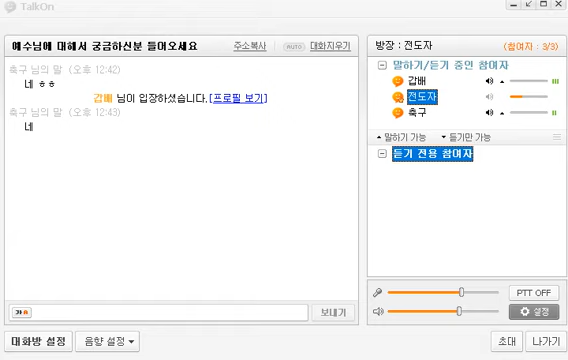 TalkOn
예수님에 대해서 궁금하신분 들어오세요
주소복사 AUTO 대화지우기
축구 님의 말 (오후 12:42)
네 ㅎㅎ
갑배 님이 입장하셨습니다.[프로필 보기]
축구 님의 말 (오후 12:43)
네
가 보내기
대화방 설정 음향 설정
방장 : 전도자 (참여자 : 3/3)
말하기/듣기 중인 참여자
갑배
전도자
축구
말하기 가능 듣기만 가능
듣기 전용 참여자
PTT OFF
설정
초대 나가기